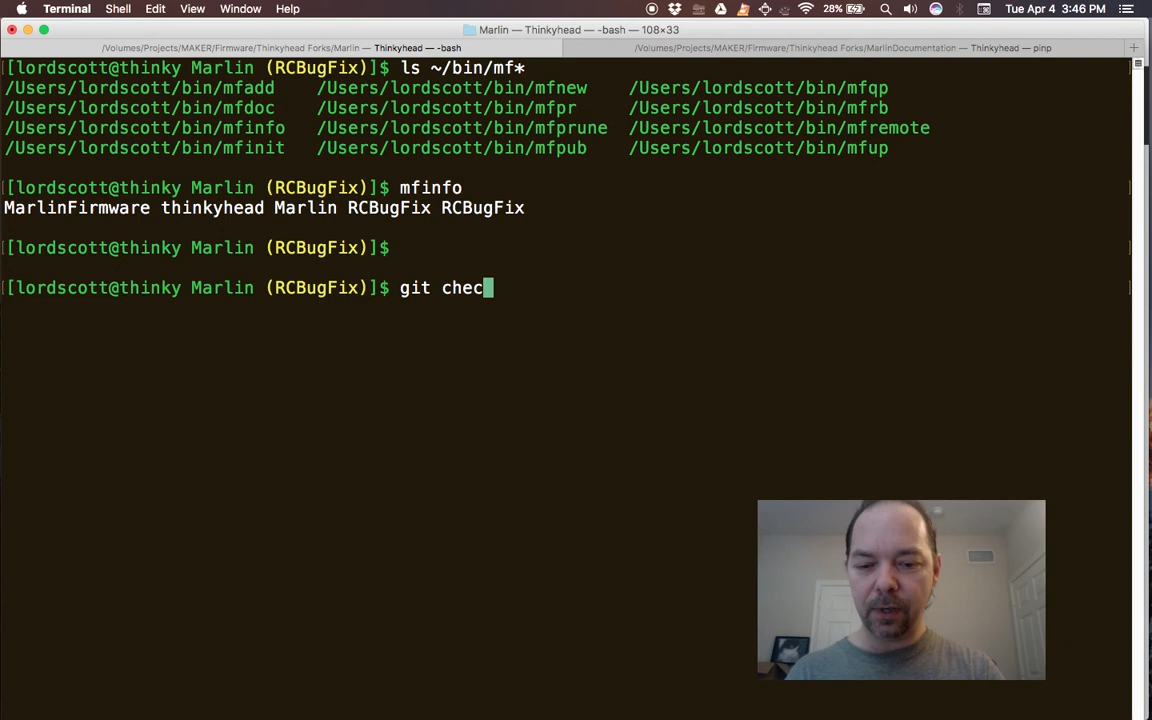 Terminal Shell Edit View Window Help 28% Tue Apr 4 3:46 PM
Marlin — Thinkyhead — -bash — 108×33
/Volumes/Projects/MAKER/Firmware/Thinkyhead Forks/Marlin — Thinkyhead — -bash /Volumes/Projects/MAKER/Firmware/Thinkyhead Forks/MarlinDocumentation — Thinkyhead — pinp
[[lordscott@thinky Marlin (RCBugFix)]$ ls ~/bin/mf*
/Users/lordscott/bin/mfadd /Users/lordscott/bin/mfnew /Users/lordscott/bin/mfqp
/Users/lordscott/bin/mfdoc /Users/lordscott/bin/mfpr /Users/lordscott/bin/mfrb
/Users/lordscott/bin/mfinfo /Users/lordscott/bin/mfprune /Users/lordscott/bin/mfremote
/Users/lordscott/bin/mfinit /Users/lordscott/bin/mfpub /Users/lordscott/bin/mfup
[[lordscott@thinky Marlin (RCBugFix)]$ mfinfo
MarlinFirmware thinkyhead Marlin RCBugFix RCBugFix
[[lordscott@thinky Marlin (RCBugFix)]$
[[lordscott@thinky Marlin (RCBugFix)]$ git chec